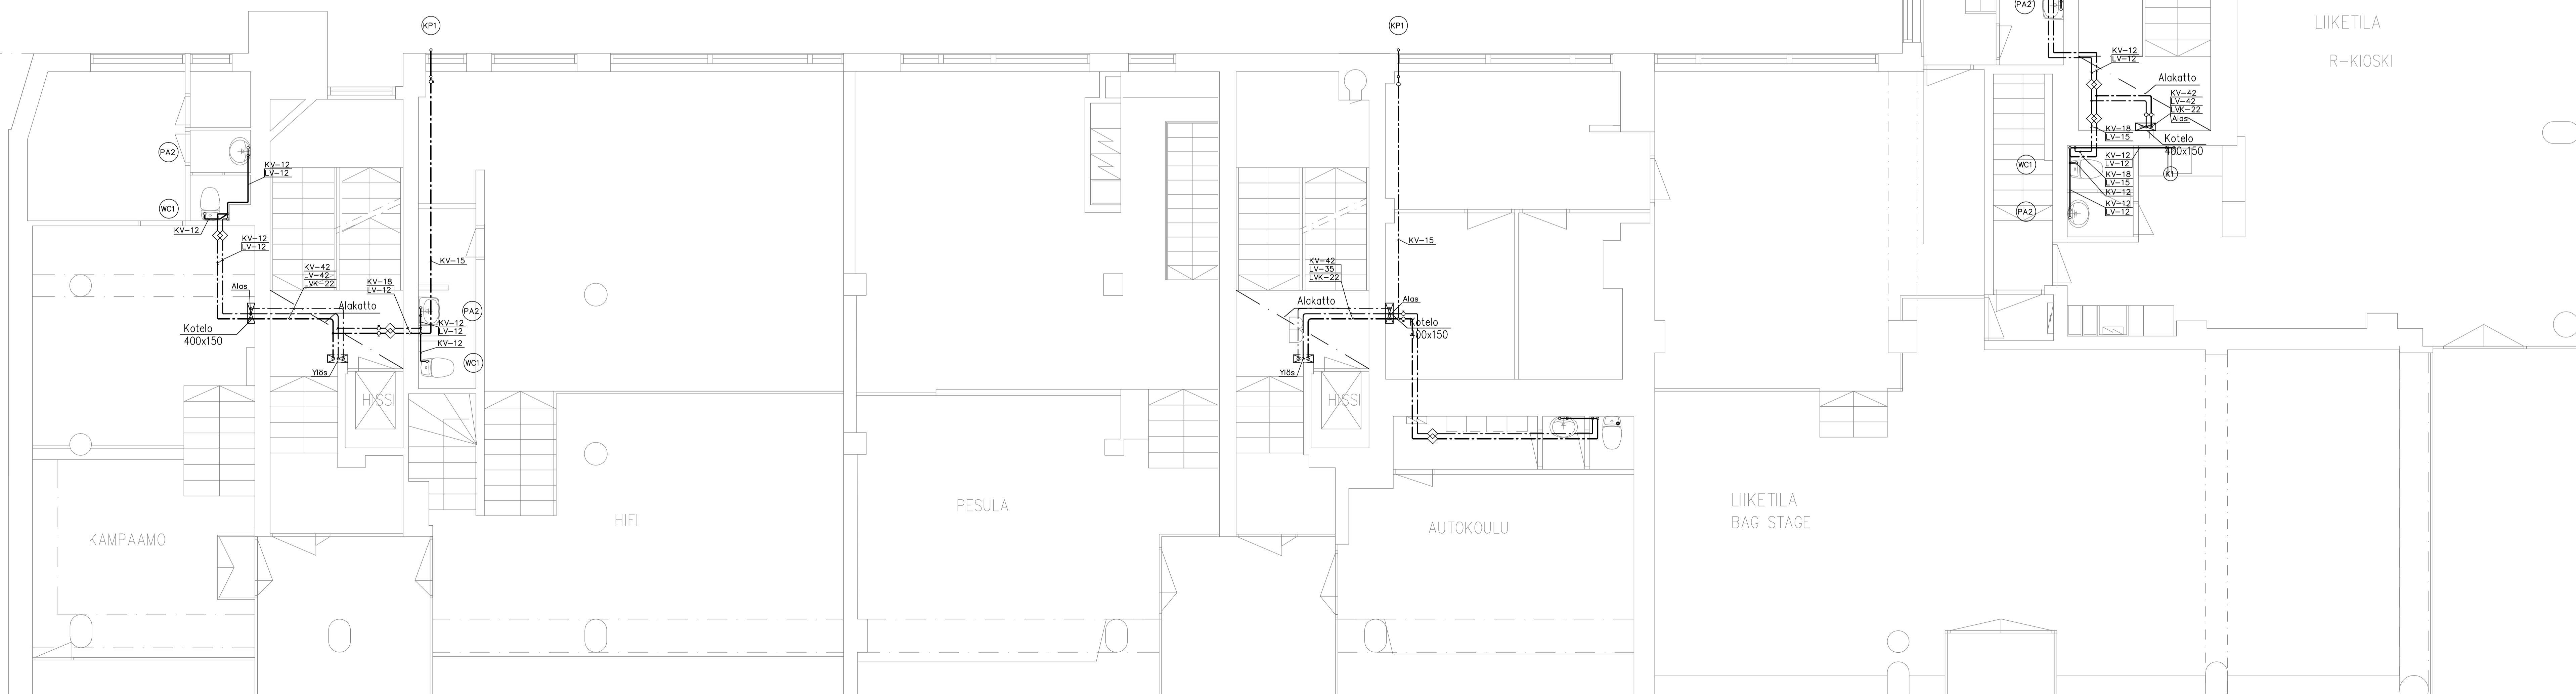 KP1
KP1
PA2
LIIKETILA
R-KIOSKI
KV-12
LV-12
Alakatto
KV-42
LV-42
LVK-22
Alas
KV-18
LV-15
Kotelo
400x150
KV-12
LV-12
KV-18
LV-15
KV-12
KV-12
LV-12
K1
WC1
PA2
PA2
KV-12
LV-12
WC1
KV-12
KV-12
LV-12
Alas
Kotelo
400x150
KV-42
LV-42
LVK-22
Alakatto
KV-18
LV-12
KV-15
PA2
KV-12
LV-12
KV-12
WC1
Ylös
HISSI
KV-15
KV-42
LV-35
LVK-22
Alakatto
Alas
Kotelo
400x150
Ylös
HISSI
KAMPAAMO
HIFI
PESULA
AUTOKOULU
LIIKETILA
BAG STAGE